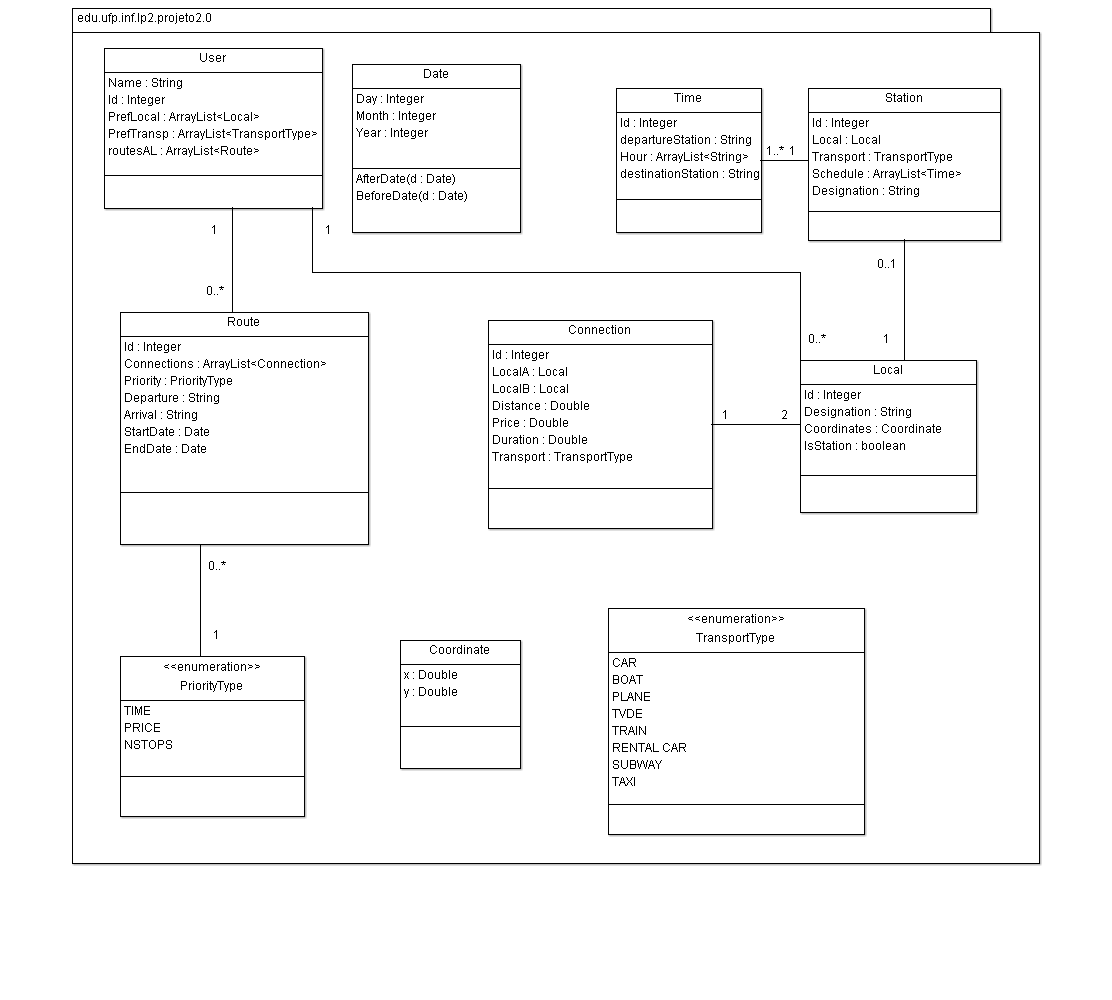 edu.ufp.inf.lp2.projeto2.0
User
Name : String
Id : Integer
PrefLocal : ArrayList<Local>
PrefTransp : ArrayList<TransportType>
routesAL : ArrayList<Route>
Date
Day : Integer
Month : Integer
Year : Integer
AfterDate(d : Date)
BeforeDate(d : Date)
Time
Id : Integer
departureStation : String
Hour : ArrayList<String>
destinationStation : String
1..* 1
Station
Id : Integer
Local : Local
Transport : TransportType
Schedule : ArrayList<Time>
Designation : String
1
1
0..*
0..1
0..*
1
Route
Id : Integer
Connections : ArrayList<Connection>
Priority : PriorityType
Departure : String
Arrival : String
StartDate : Date
EndDate : Date
Connection
Id : Integer
LocalA : Local
LocalB : Local
Distance : Double
Price : Double
Duration : Double
Transport : TransportType
1
2
Local
Id : Integer
Designation : String
Coordinates : Coordinate
IsStation : boolean
0..*
1
<<enumeration>>
PriorityType
TIME
PRICE
NSTOPS
Coordinate
x : Double
y : Double
<<enumeration>>
TransportType
CAR
BOAT
PLANE
TVDE
TRAIN
RENTAL CAR
SUBWAY
TAXI